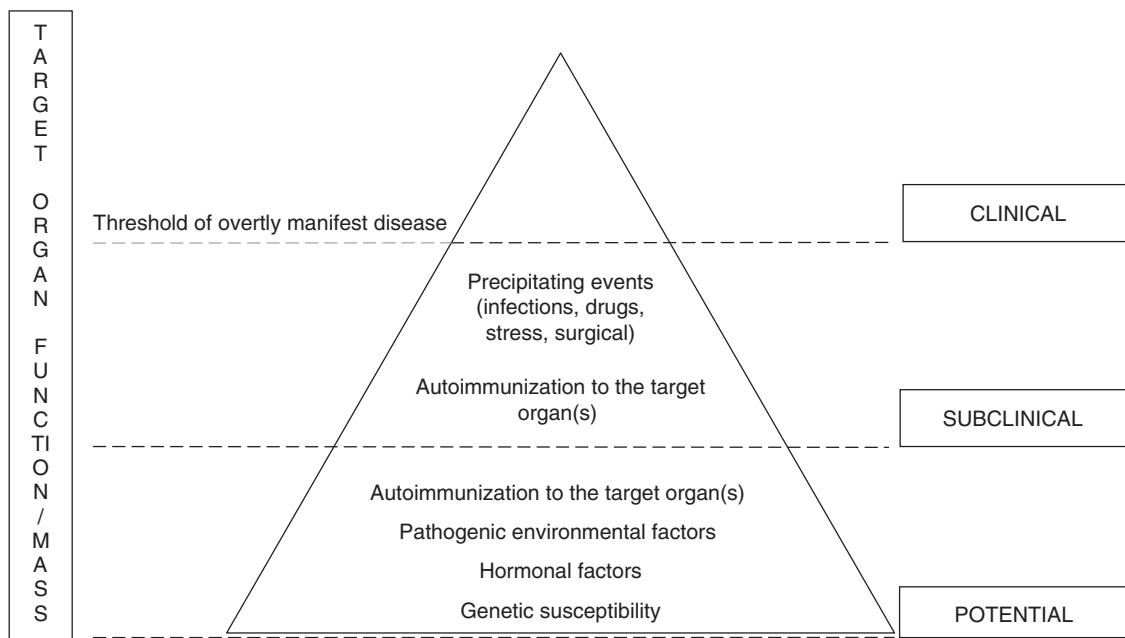 TARGET ORGAN FUNCTION/MASS
Threshold of overtly manifest disease
CLINICAL
Precipitating events
(infections, drugs,
stress, surgical)
Autoimmunization to the target
organ(s)
SUBCLINICAL
Autoimmunization to the target organ(s)
Pathogenic environmental factors
Hormonal factors
Genetic susceptibility
POTENTIAL